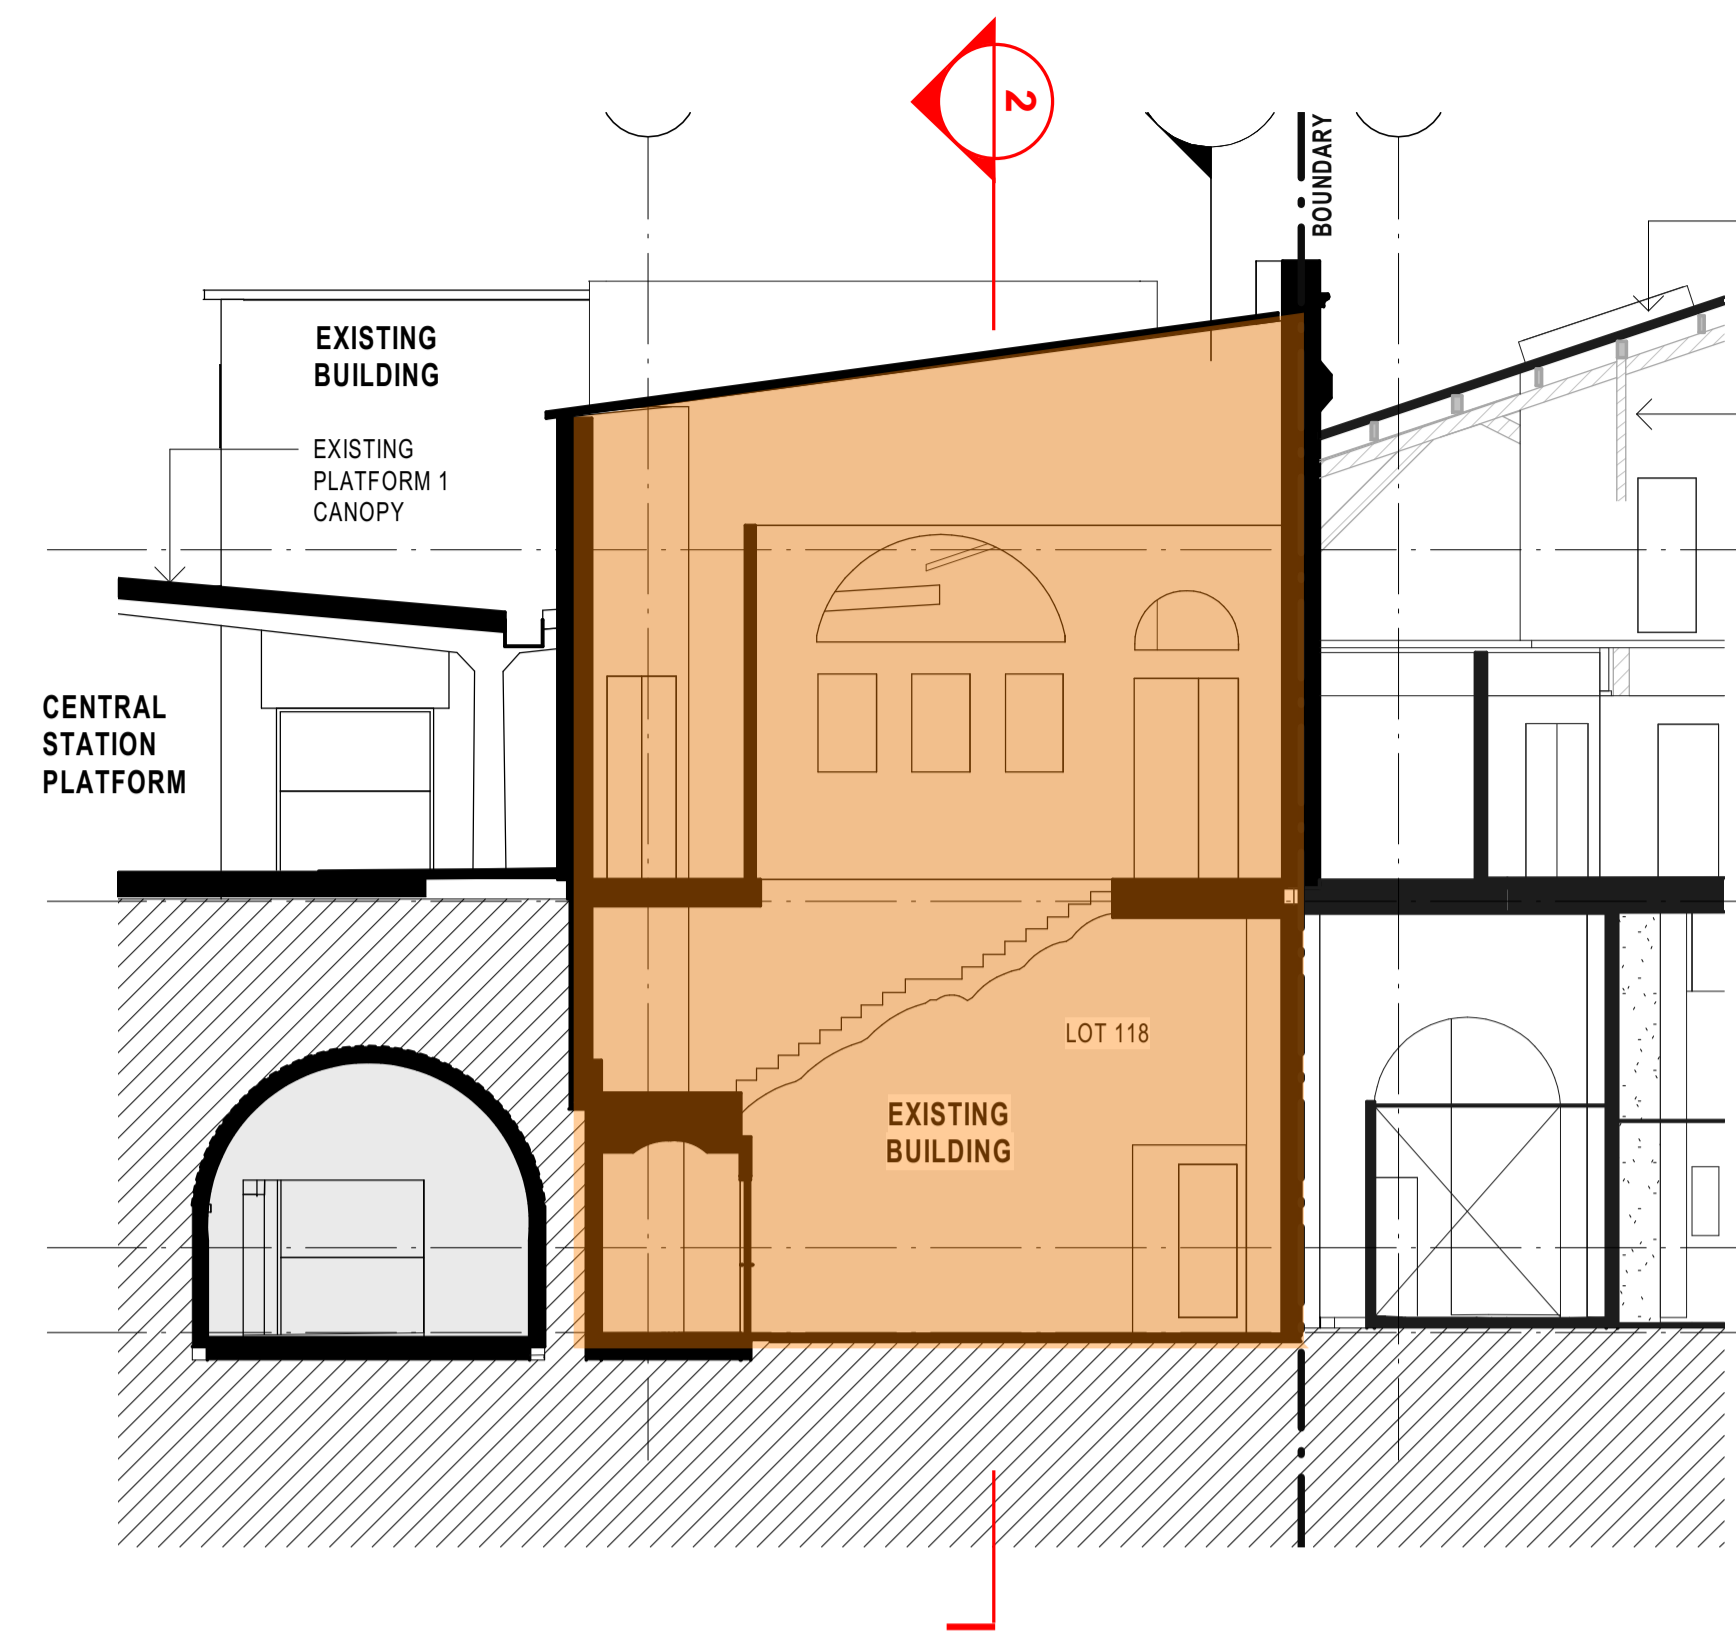 2
BOUNDARY
EXISTING
BUILDING
EXISTING
PLATFORM 1
CANOPY
CENTRAL
STATION
PLATFORM
LOT 118
EXISTING
BUILDING